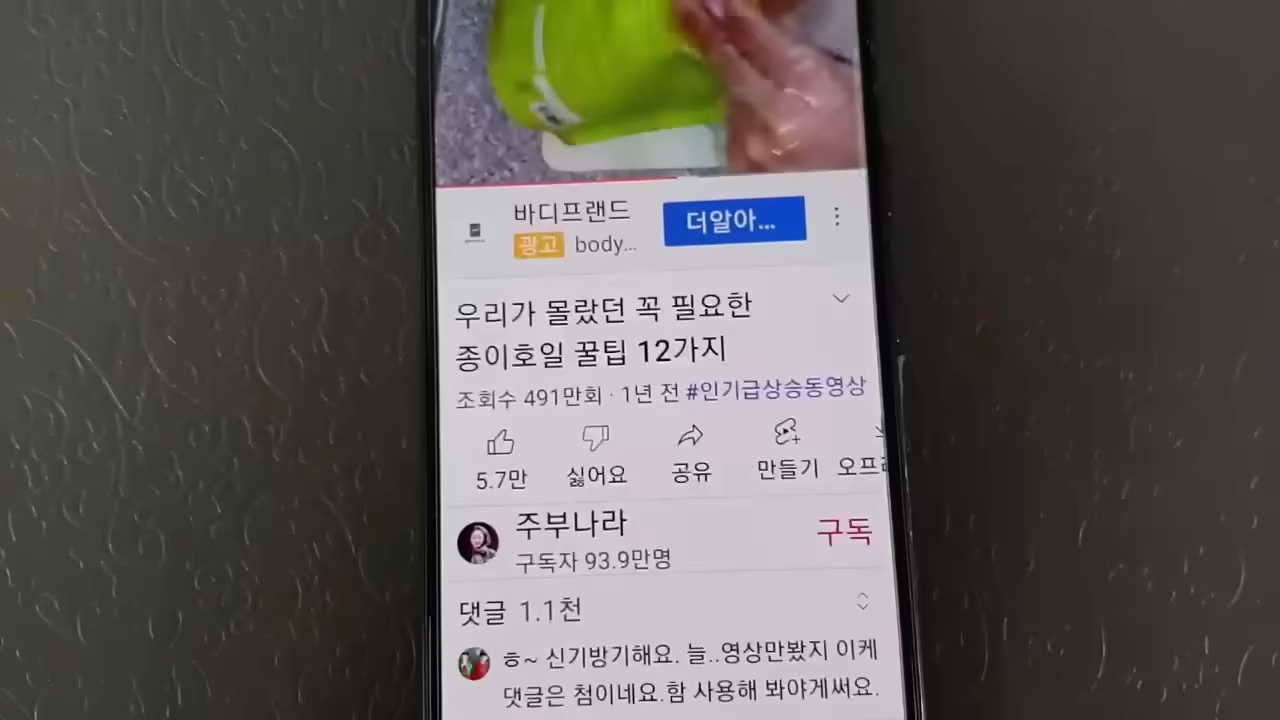 바디프랜드
더알아...
광고 body...
우리가 몰랐던 꼭 필요한
종이호일 꿀팁 12가지
조회수 491만회 · 1년 전 #인기급상승동영상
5.7만 싫어요 공유 만들기 오프라
주부나라
구독자 93.9만명
구독
댓글 1.1천
ㅎ~ 신기방기해요. 늘..영상만봤지 이케
댓글은 첨이네요.함 사용해 봐야게써요.